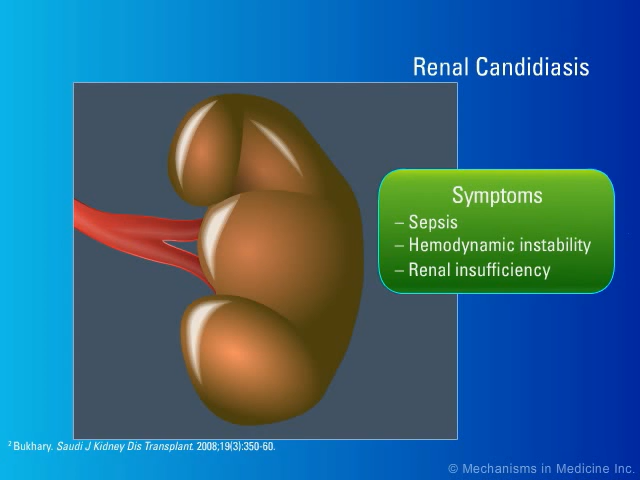 Renal Candidiasis
Symptoms
– Sepsis
– Hemodynamic instability
– Renal insufficiency
2 Bukhary. Saudi J Kidney Dis Transplant. 2008;19(3):350-60.
© Mechanisms in Medicine Inc.